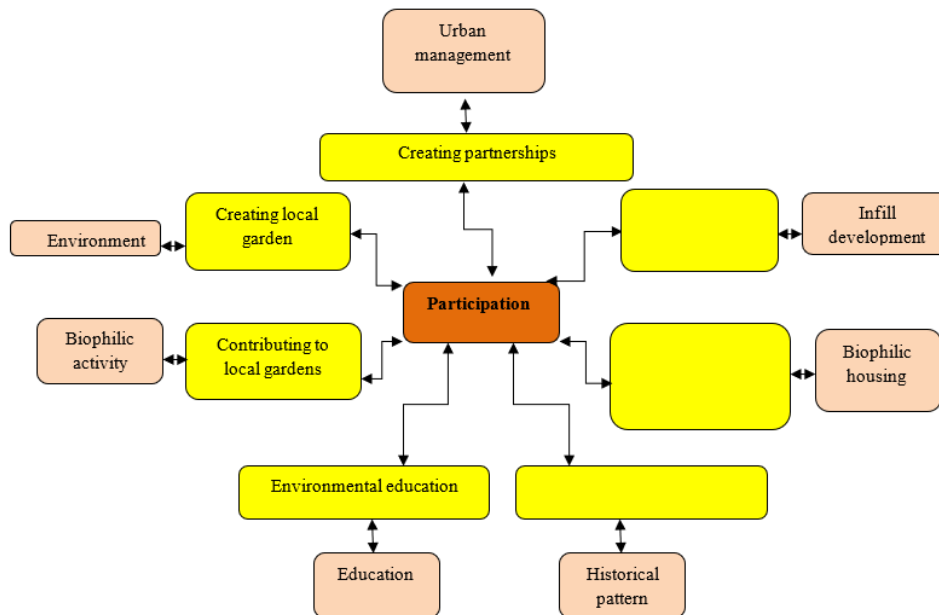 Urban
management
Creating partnerships
Creating local
garden
Environment
Infill
development
Participation
Biophilic
activity
Contributing to
local gardens
Biophilic
housing
Environmental education
Education
Historical
pattern